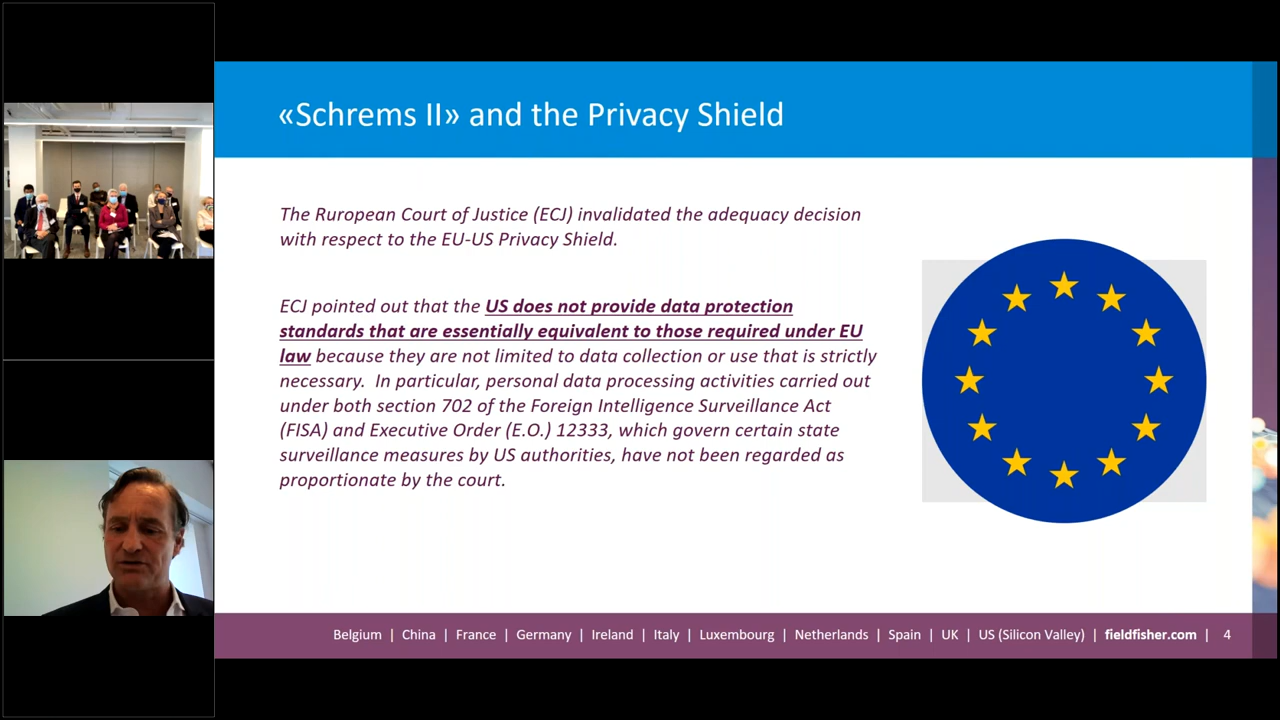 «Schrems II» and the Privacy Shield
The Ruropean Court of Justice (ECJ) invalidated the adequacy decision
with respect to the EU-US Privacy Shield.
ECJ pointed out that the US does not provide data protection
standards that are essentially equivalent to those required under EU
law because they are not limited to data collection or use that is strictly
necessary. In particular, personal data processing activities carried out
under both section 702 of the Foreign Intelligence Surveillance Act
(FISA) and Executive Order (E.O.) 12333, which govern certain state
surveillance measures by US authorities, have not been regarded as
proportionate by the court.
Belgium | China | France | Germany | Ireland | Italy | Luxembourg | Netherlands | Spain | UK | US (Silicon Valley) | fieldfisher.com | 4